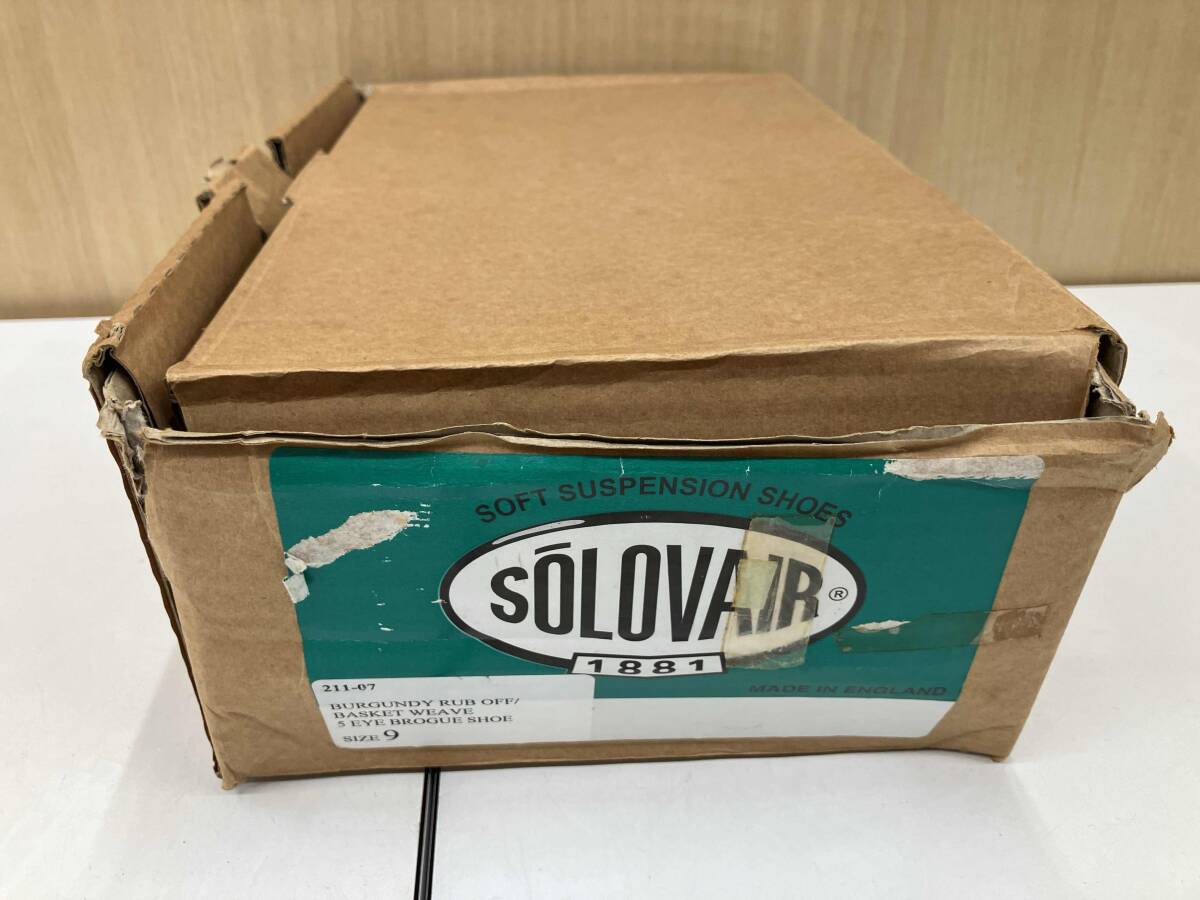 SOFT SUSPENSION SHOES
SŌLOVAIR ®
1881
MADE IN ENGLAND
211-07
BURGUNDY RUB OFF/
BASKET WEAVE
5 EYE BROGUE SHOE
SIZE 9